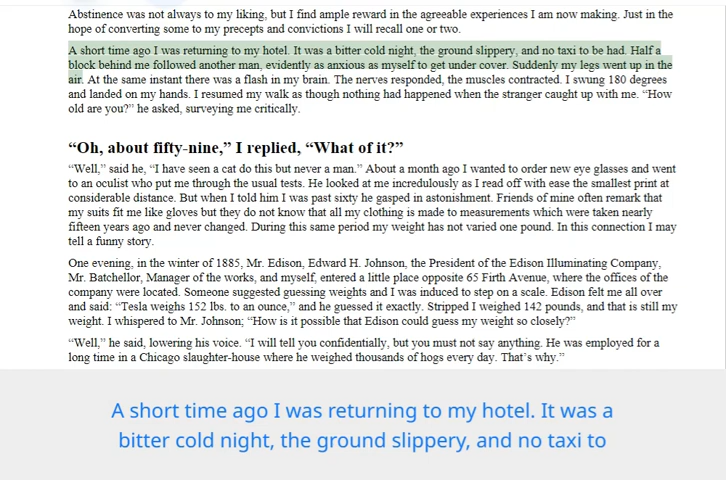 Abstinence was not always to my liking, but I find ample reward in the agreeable experiences I am now making. Just in the
hope of converting some to my precepts and convictions I will recall one or two.
A short time ago I was returning to my hotel. It was a bitter cold night, the ground slippery, and no taxi to be had. Half a
block behind me followed another man, evidently as anxious as myself to get under cover. Suddenly my legs went up in the
air. At the same instant there was a flash in my brain. The nerves responded, the muscles contracted. I swung 180 degrees
and landed on my hands. I resumed my walk as though nothing had happened when the stranger caught up with me. “How
old are you?” he asked, surveying me critically.
“Oh, about fifty-nine,” I replied, “What of it?”
“Well,” said he, “I have seen a cat do this but never a man.” About a month ago I wanted to order new eye glasses and went
to an oculist who put me through the usual tests. He looked at me incredulously as I read off with ease the smallest print at
considerable distance. But when I told him I was past sixty he gasped in astonishment. Friends of mine often remark that
my suits fit me like gloves but they do not know that all my clothing is made to measurements which were taken nearly
fifteen years ago and never changed. During this same period my weight has not varied one pound. In this connection I may
tell a funny story.
One evening, in the winter of 1885, Mr. Edison, Edward H. Johnson, the President of the Edison Illuminating Company,
Mr. Batchellor, Manager of the works, and myself, entered a little place opposite 65 Firth Avenue, where the offices of the
company were located. Someone suggested guessing weights and I was induced to step on a scale. Edison felt me all over
and said: “Tesla weighs 152 lbs. to an ounce,” and he guessed it exactly. Stripped I weighed 142 pounds, and that is still my
weight. I whispered to Mr. Johnson; “How is it possible that Edison could guess my weight so closely?”
“Well,” he said, lowering his voice. “I will tell you confidentially, but you must not say anything. He was employed for a
long time in a Chicago slaughter-house where he weighed thousands of hogs every day. That’s why.”
A short time ago I was returning to my hotel. It was a
bitter cold night, the ground slippery, and no taxi to